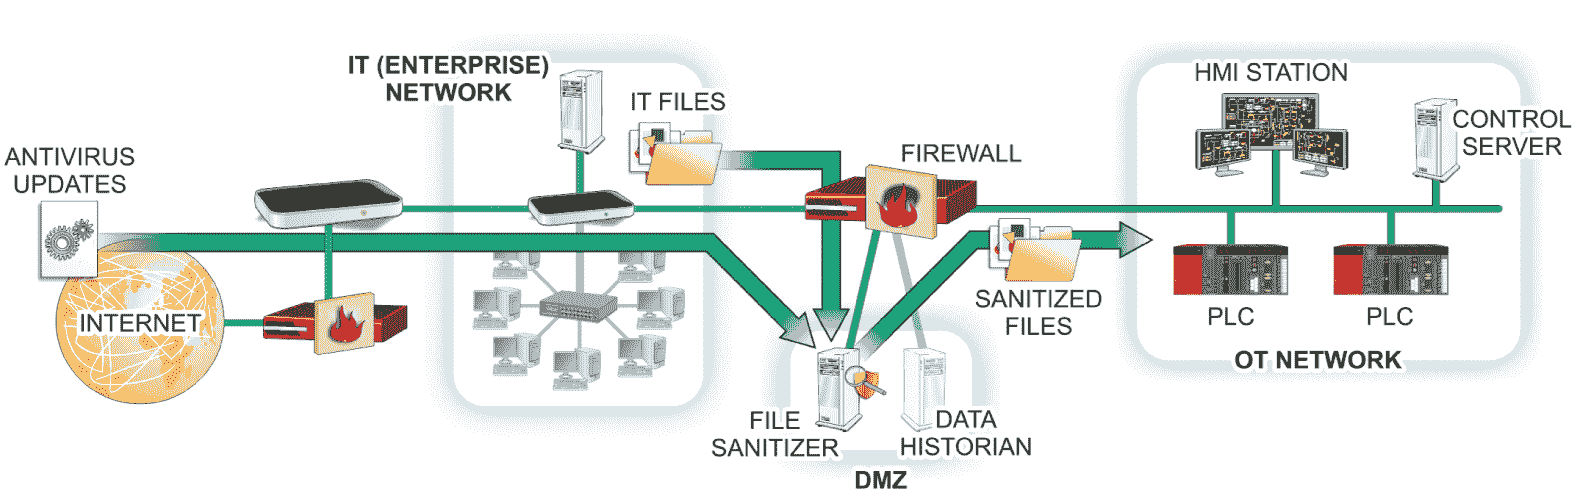 IT (ENTERPRISE)
NETWORK
IT FILES
ANTIVIRUS
UPDATES
INTERNET
FIREWALL
FILE
SANITIZER
DATA
HISTORIAN
DMZ
SANITIZED
FILES
HMI STATION
CONTROL
SERVER
PLC
PLC
OT NETWORK